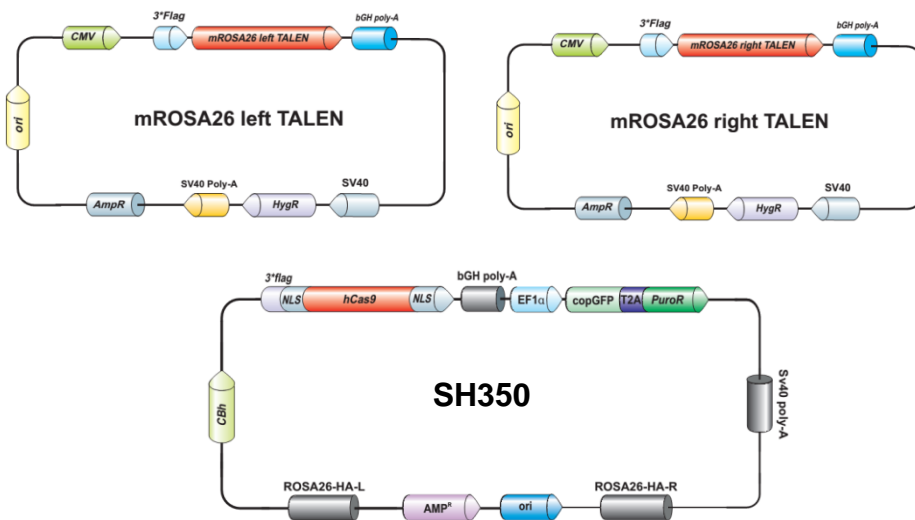 3*Flag
bGH poly-A
CMV
mROSA26 left TALEN
ori
mROSA26 left TALEN
SV40 Poly-A
SV40
AmpR
HygR
3*Flag
bGH poly-A
CMV
mROSA26 right TALEN
ori
mROSA26 right TALEN
SV40 Poly-A
SV40
AmpR
HygR
3*flag
bGH poly-A
NLS
hCas9
NLS
EF1α
copGFP
T2A
PuroR
CBh
SH350
Sv40 poly-A
ROSA26-HA-L
ROSA26-HA-R
AMPᴿ
ori